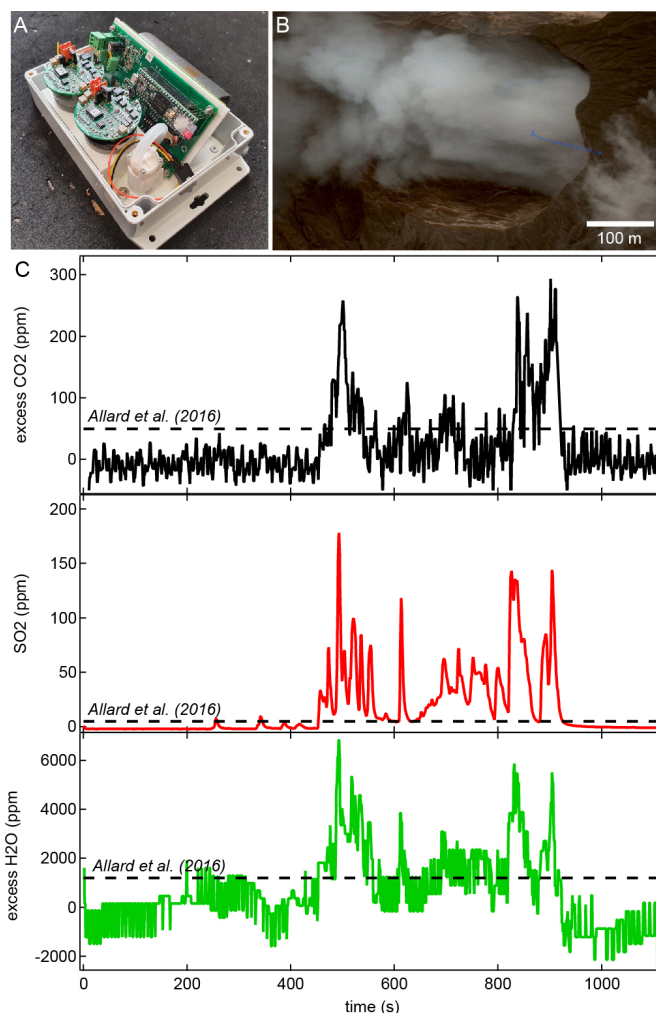 A
B
100 m
C
300
200
100
0
excess CO2 (ppm)
Allard et al. (2016)
200
150
100
50
0
SO2 (ppm)
Allard et al. (2016)
6000
4000
2000
0
-2000
excess H2O (ppm
Allard et al. (2016)
0
200
400
600
800
1000
time (s)